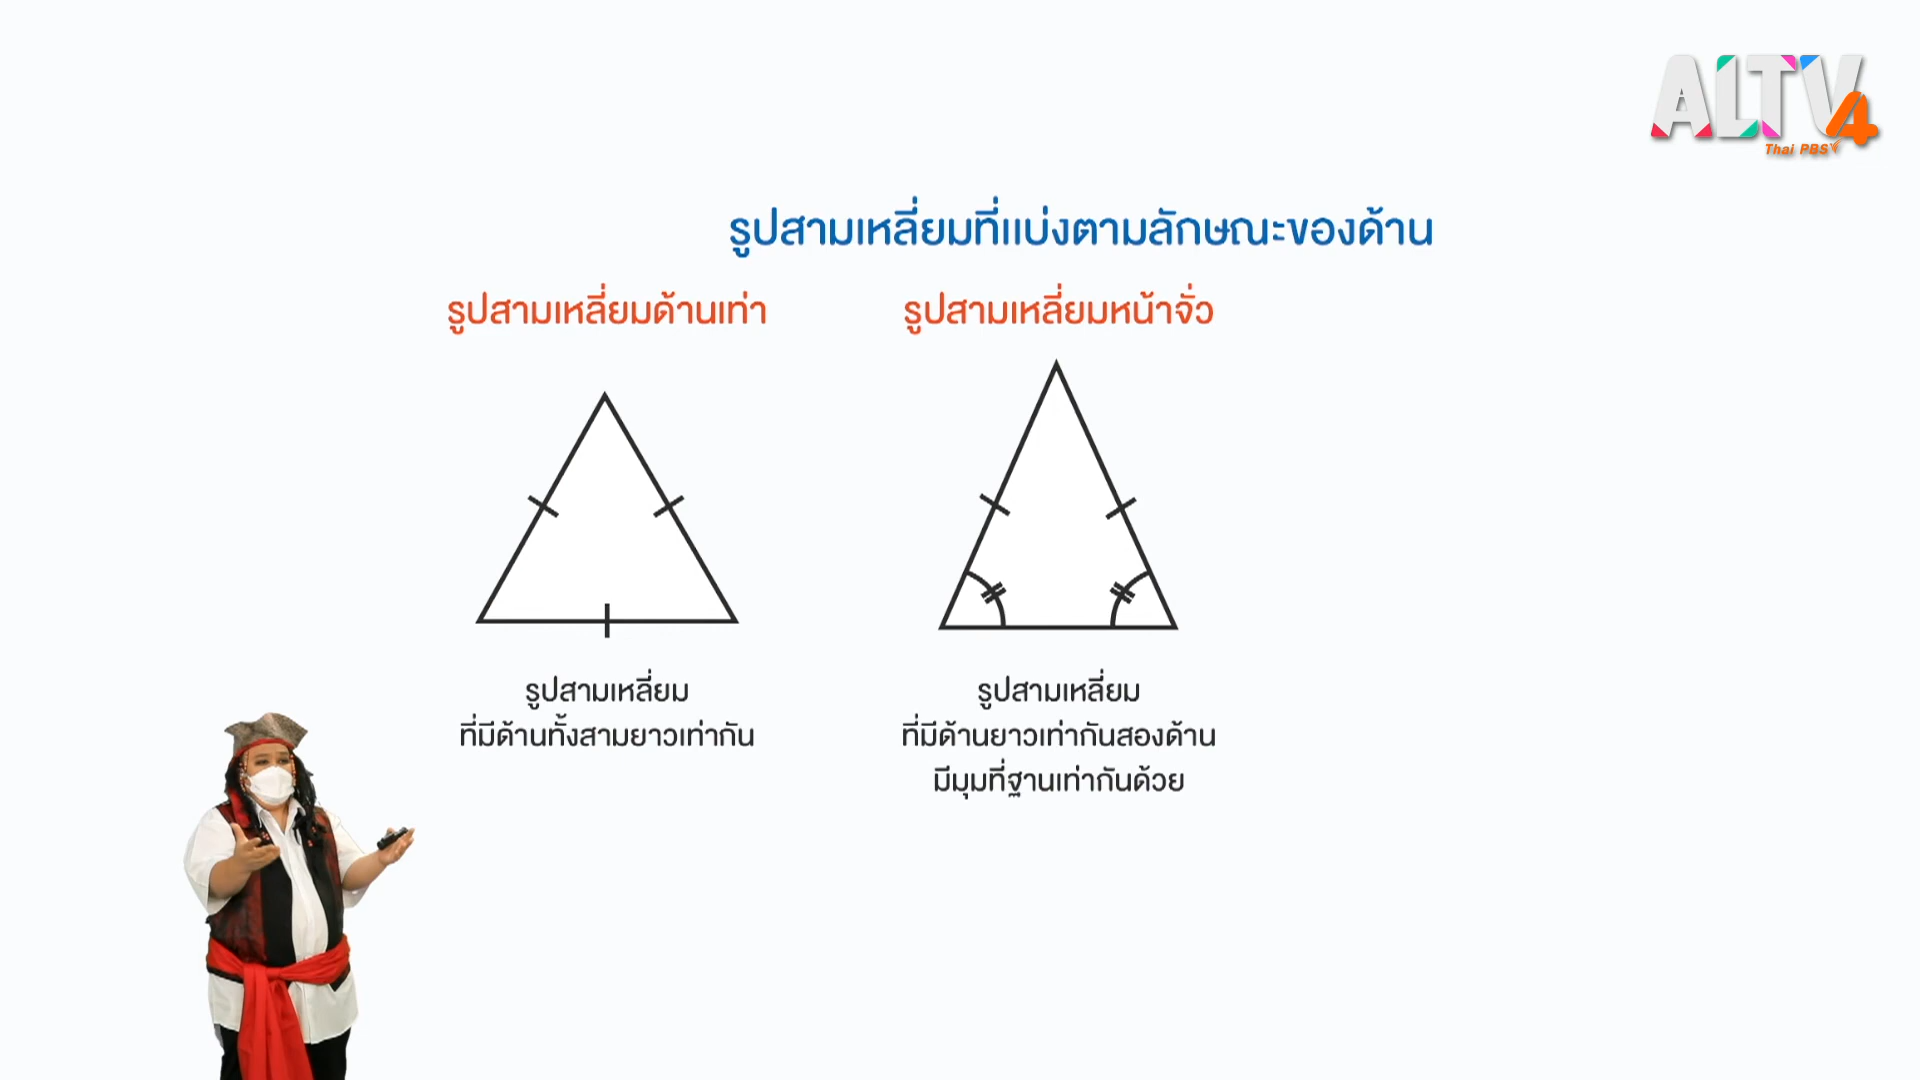 ALTV4
Thai PBS
รูปสามเหลี่ยมที่แบ่งตามลักษณะของด้าน
รูปสามเหลี่ยมด้านเท่า
รูปสามเหลี่ยม
ที่มีด้านทั้งสามยาวเท่ากัน
รูปสามเหลี่ยมหน้าจั่ว
รูปสามเหลี่ยม
ที่มีด้านยาวเท่ากันสองด้าน
มีมุมที่ฐานเท่ากันด้วย